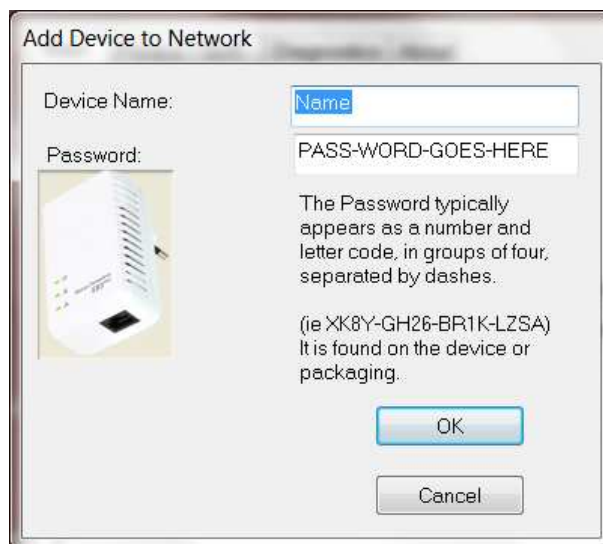 Add Device to Network
Device Name:
Name
Password:
PASS-WORD-GOES-HERE
The Password typically
appears as a number and
letter code, in groups of four,
separated by dashes.
(ie XK8Y-GH26-BR1K-LZSA)
It is found on the device or
packaging.
OK
Cancel